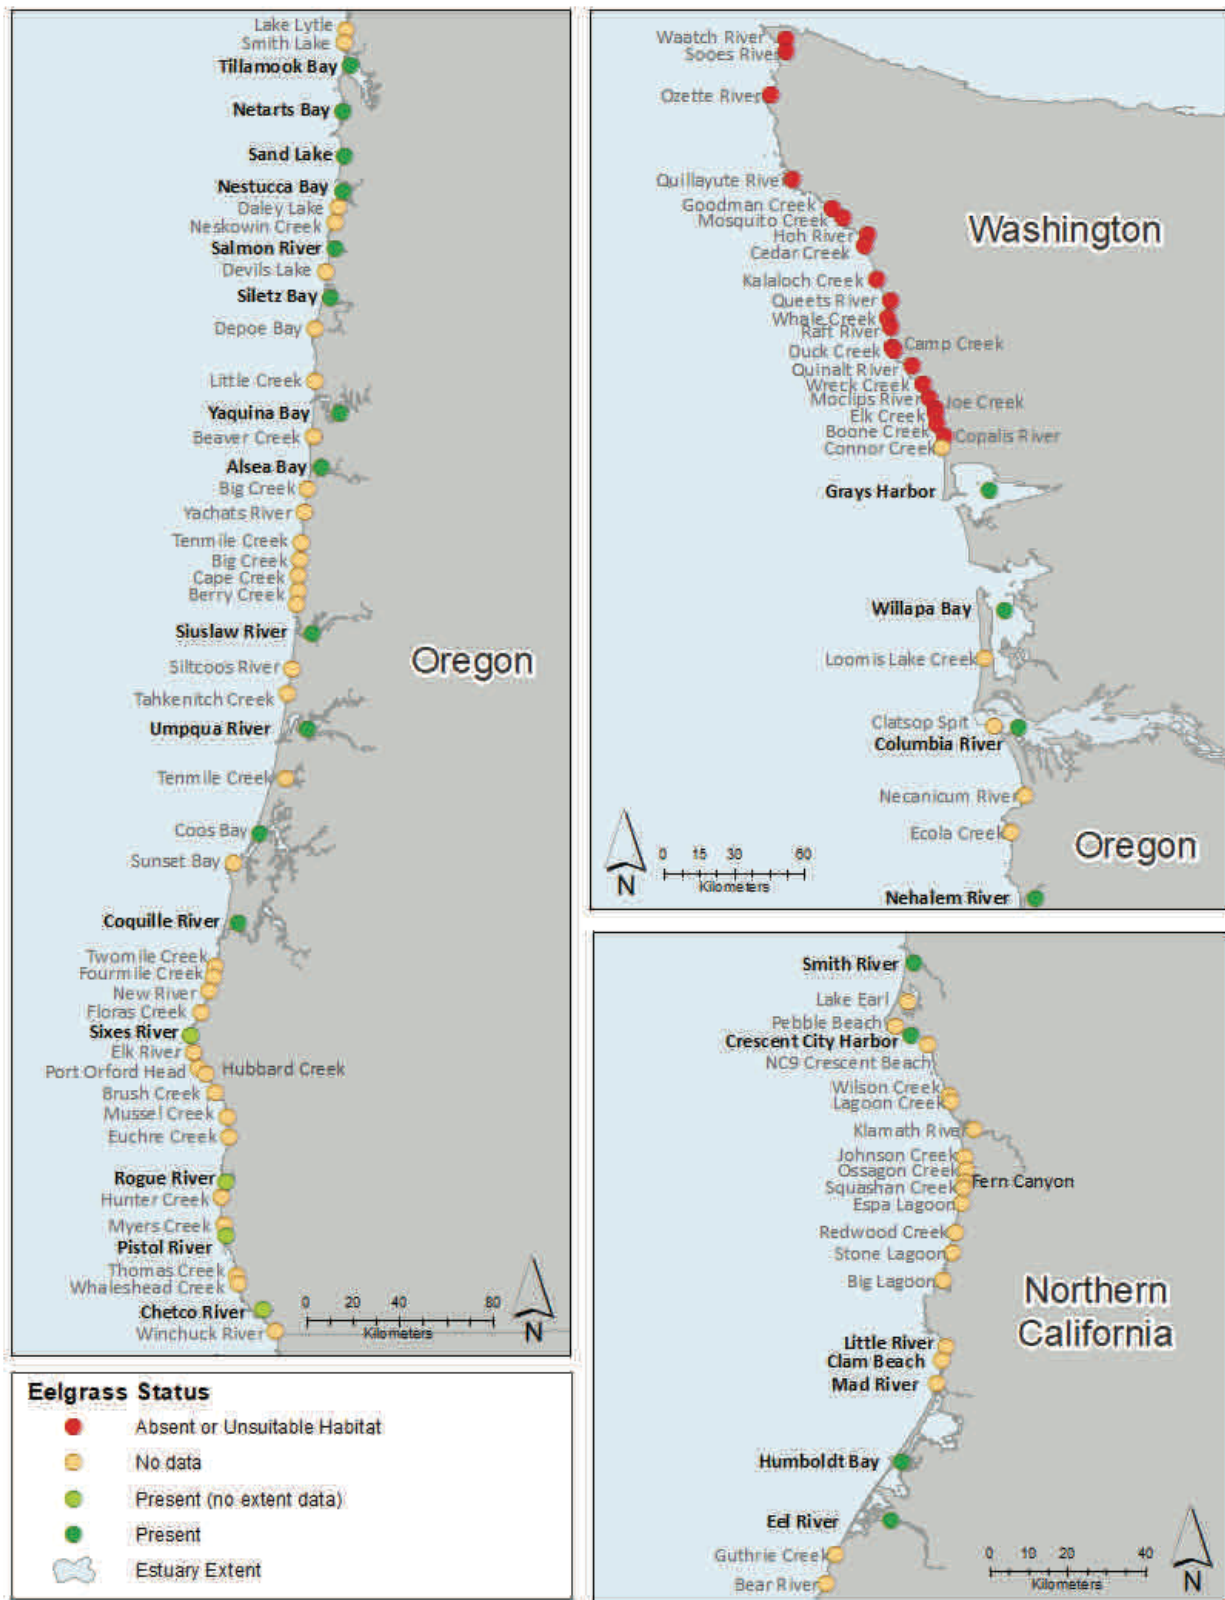 Lake Lytle
Smith Lake
Tillamook Bay
Netarts Bay
Sand Lake
Nestucca Bay
Daley Lake
Neskowin Creek
Salmon River
Devils Lake
Siletz Bay
Depoe Bay
Little Creek
Yaquina Bay
Beaver Creek
Alsea Bay
Big Creek
Yachats River
Tenmile Creek
Big Creek
Cape Creek
Berry Creek
Siuslaw River
Oregon
Siltcoos River
Tahkenitch Creek
Umpqua River
Tenmile Creek
Coos Bay
Sunset Bay
Coquille River
Twomile Creek
Fourmile Creek
New River
Floras Creek
Sixes River
Elk River
Port Orford Head
Hubbard Creek
Brush Creek
Mussel Creek
Euchre Creek
Rogue River
Hunter Creek
Myers Creek
Pistol River
Thomas Creek
Whaleshead Creek
Chetco River
Winchuck River
0 20 40 80
Kilometers
N
Eelgrass Status
Absent or Unsuitable Habitat
No data
Present (no extent data)
Present
Estuary Extent
Waatch River
Sooes River
Ozette River
Quillayute River
Goodman Creek
Mosquito Creek
Hoh River
Cedar Creek
Washington
Kalaloch Creek
Queets River
Whale Creek
Raft River
Camp Creek
Duck Creek
Quinalt River
Wreck Creek
Moclips River
Joe Creek
Elk Creek
Boone Creek
Copalis River
Connor Creek
Grays Harbor
Willapa Bay
Loomis Lake Creek
Clatsop Spit
Columbia River
Necanicum River
Ecola Creek
Oregon
Nehalem River
0 15 30 60
Kilometers
N
Smith River
Lake Earl
Pebble Beach
Crescent City Harbor
NC9 Crescent Beach
Wilson Creek
Lagoon Creek
Klamath River
Johnson Creek
Ossagon Creek
Fern Canyon
Squashan Creek
Espa Lagoon
Redwood Creek
Stone Lagoon
Big Lagoon
Northern
California
Little River
Clam Beach
Mad River
Humboldt Bay
Eel River
Guthrie Creek
Bear River
0 10 20 40
Kilometers
N